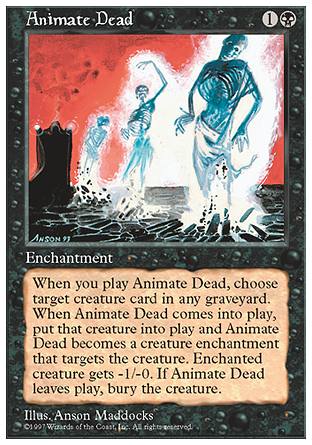 Animate Dead 1
ANSON 93
Enchantment
When you play Animate Dead, choose
target creature card in any graveyard.
When Animate Dead comes into play,
put that creature into play and Animate
Dead becomes a creature enchantment
that targets the creature. Enchanted
creature gets -1/-0. If Animate Dead
leaves play, bury the creature.
Illus. Anson Maddocks
©1997 Wizards of the Coast, Inc. All rights reserved.